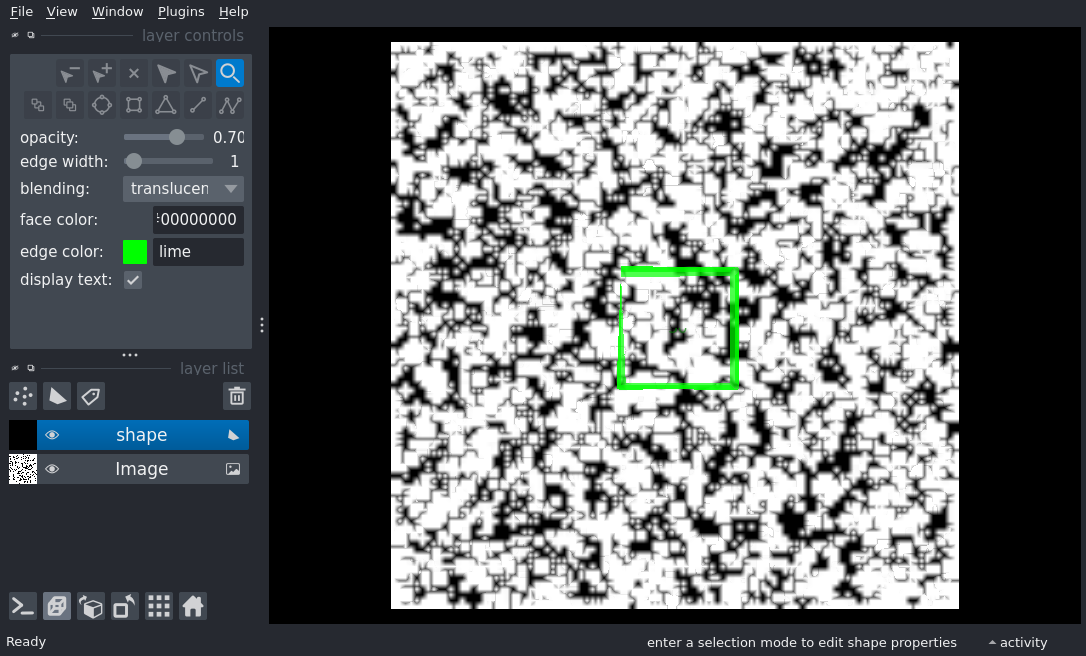 File View Window Plugins Help
layer controls
opacity: 0.70
edge width: 1
blending: translucen
face color: 00000000
edge color: lime
display text:
layer list
shape
Image
Ready enter a selection mode to edit shape properties activity